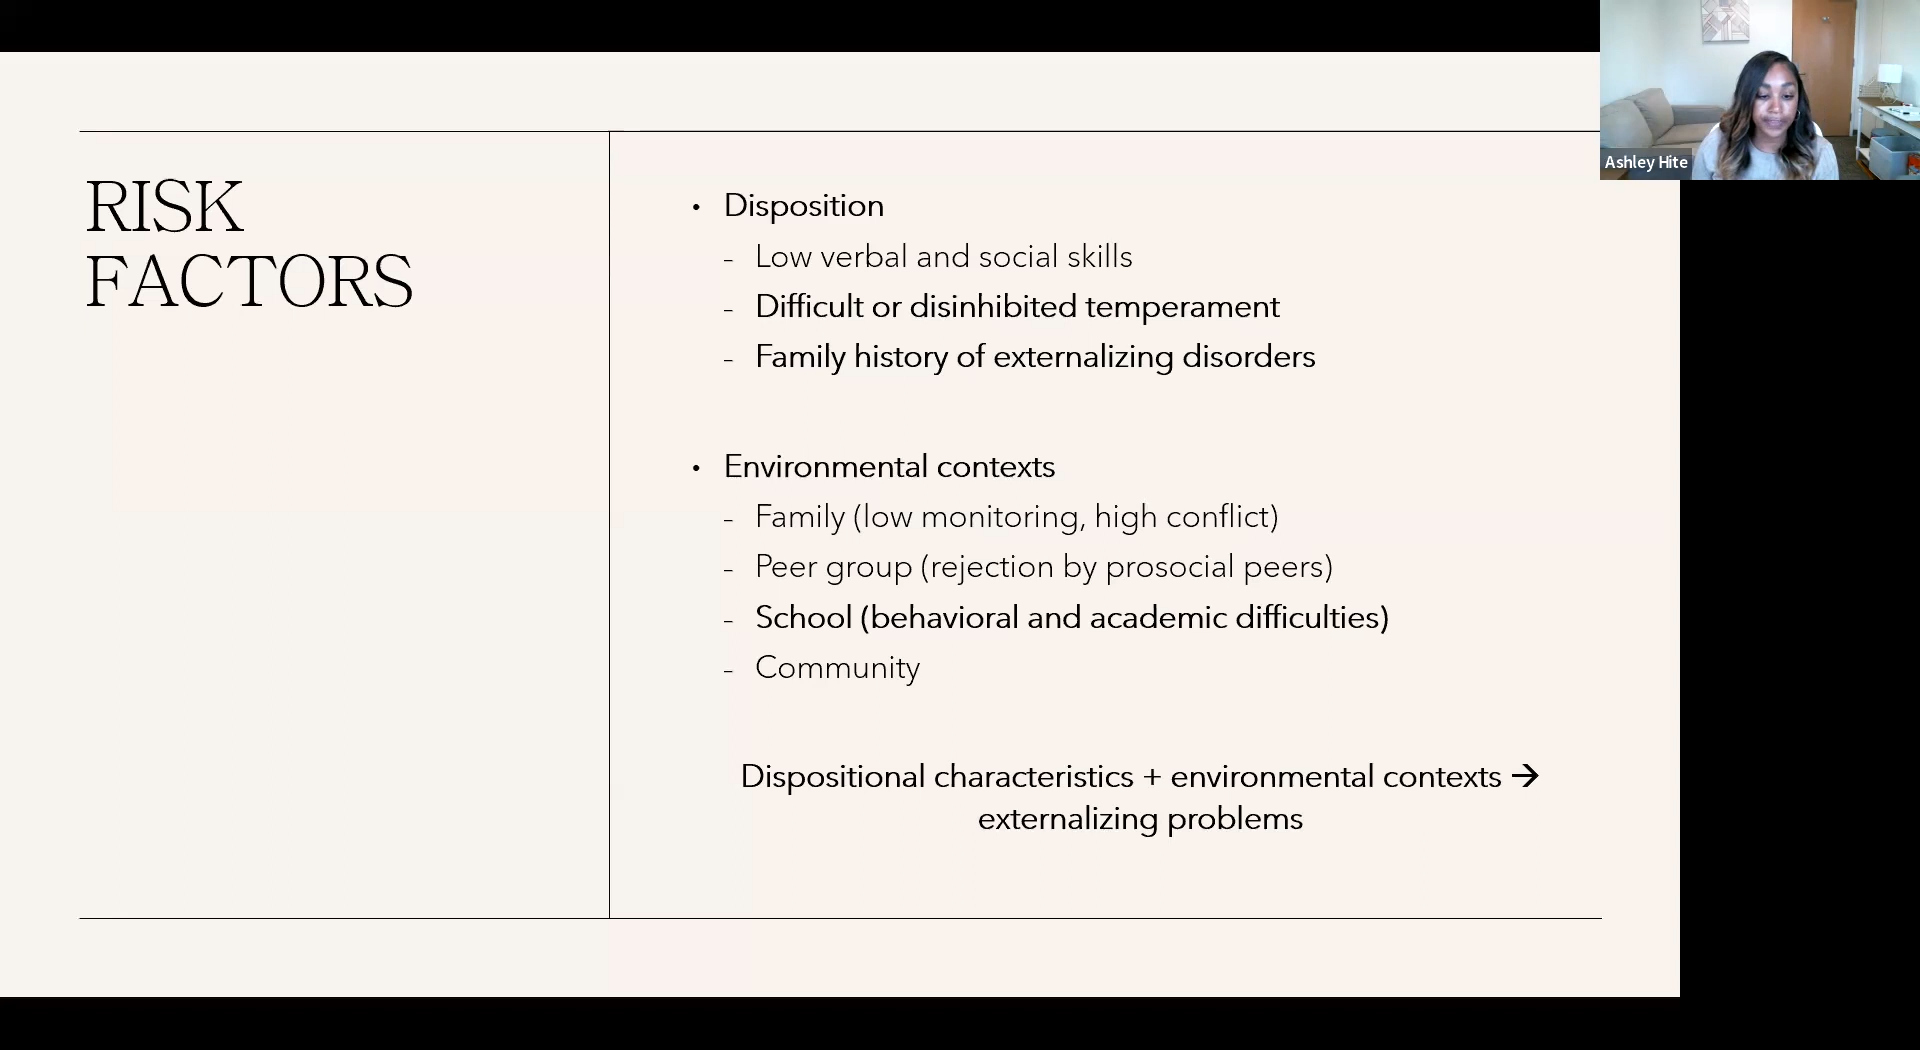 RISK
FACTORS
• Disposition
- Low verbal and social skills
- Difficult or disinhibited temperament
- Family history of externalizing disorders
• Environmental contexts
- Family (low monitoring, high conflict)
- Peer group (rejection by prosocial peers)
- School (behavioral and academic difficulties)
- Community
Dispositional characteristics + environmental contexts →
externalizing problems
Ashley Hite